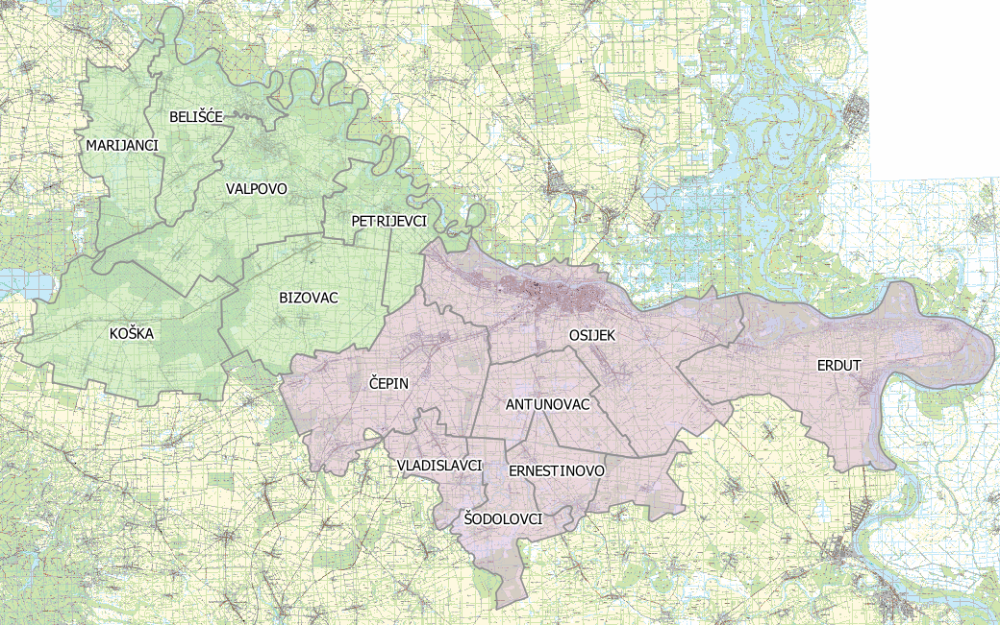 BELIŠĆE
MARIJANCI
VALPOVO
PETRIJEVCI
BIZOVAC
KOŠKA
OSIJEK
ERDUT
ČEPIN
ANTUNOVAC
VLADISLAVCI
ERNESTINOVO
ŠODOLOVCI